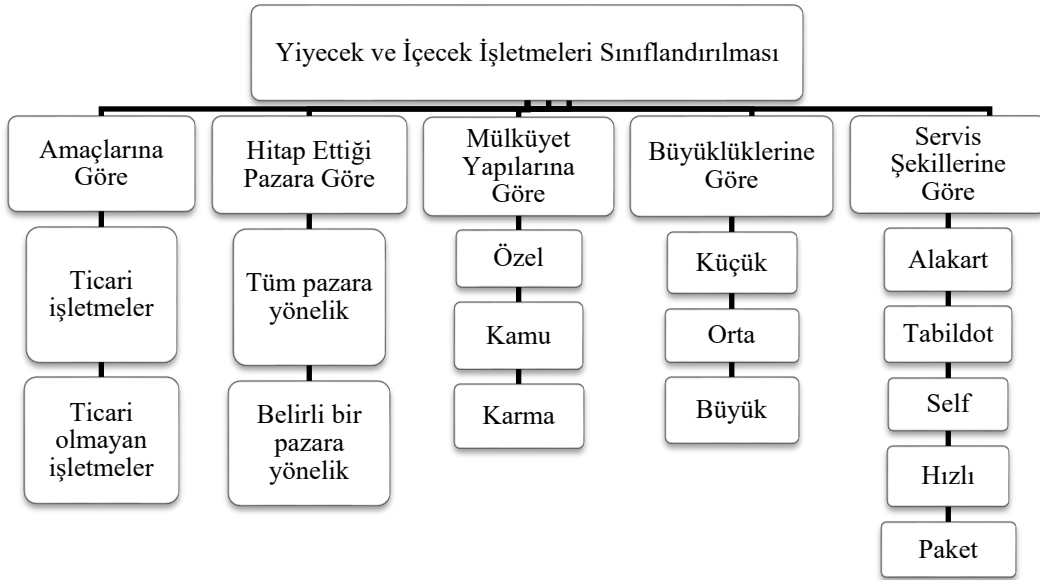 Yiyecek ve İçecek İşletmeleri Sınıflandırılması
Amaçlarına
Göre
Ticari
işletmeler
Ticari
olmayan
işletmeler
Hitap Ettiği
Pazara Göre
Tüm pazara
yönelik
Belirli bir
pazara
yönelik
Mülküyet
Yapılarına
Göre
Özel
Kamu
Karma
Büyüklüklerine
Göre
Küçük
Orta
Büyük
Servis
Şekillerine
Göre
Alakart
Tabildot
Self
Hızlı
Paket